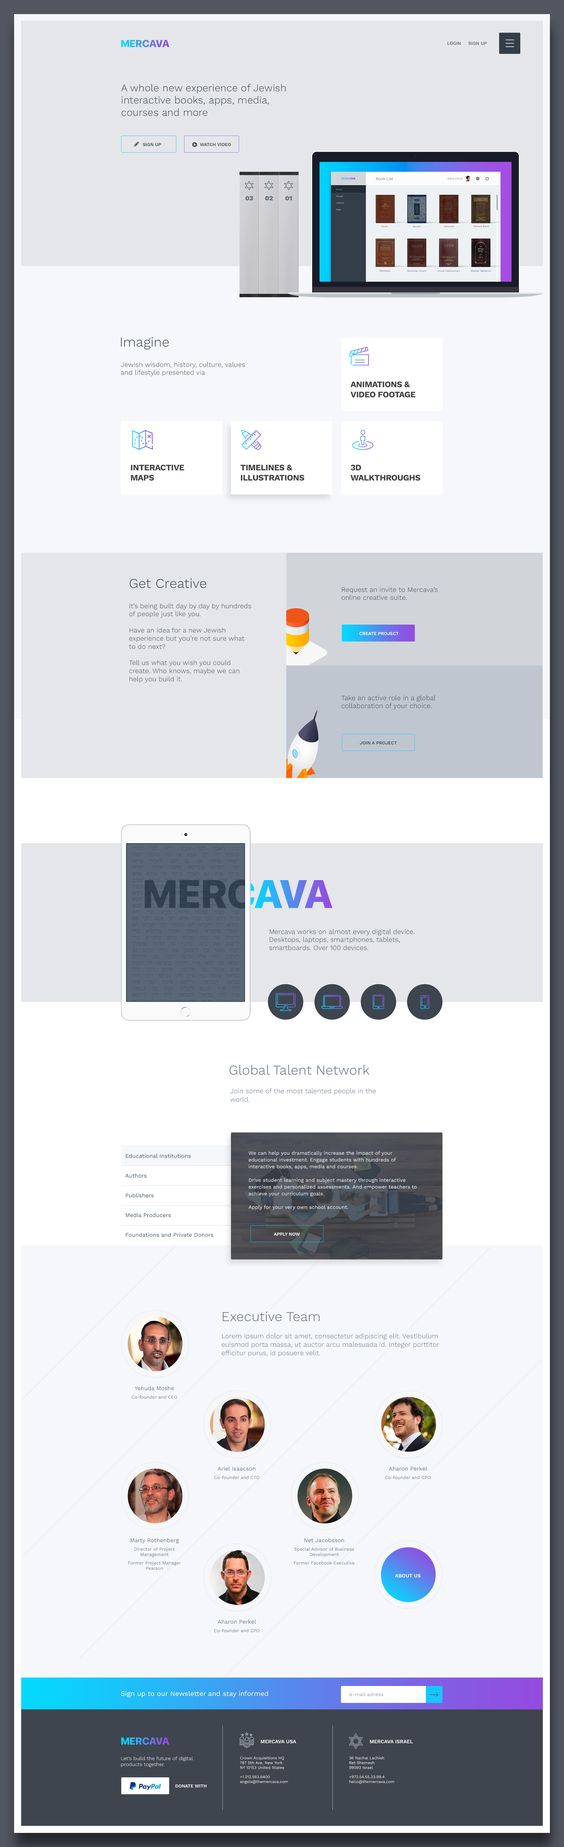 MERCAVA
LOGIN SIGN UP
A whole new experience of Jewish
interactive books, apps, media,
courses and more
SIGN UP
WATCH VIDEO
03 02 01
MERCAVA
Book List
Imagine
Jewish wisdom, history, culture, values
and lifestyle presented via
ANIMATIONS &
VIDEO FOOTAGE
INTERACTIVE
MAPS
TIMELINES &
ILLUSTRATIONS
3D
WALKTHROUGHS
Get Creative
It's being built day by day by hundreds
of people just like you.
Have an idea for a new Jewish
experience but you're not sure what
to do next?
Tell us what you wish you could
create. Who knows, maybe we can
help you build it.
Request an invite to Mercava's
online creative suite.
CREATE PROJECT
Take an active role in a global
collaboration of your choice.
JOIN A PROJECT
MERCAVA
Mercava works on almost every digital device.
Desktops, laptops, smartphones, tablets,
smartboards. Over 100 devices.
Global Talent Network
Join some of the most talented people in the
world.
Educational Institutions
Authors
Publishers
Media Producers
Foundations and Private Donors
We can help you dramatically increase the impact of your
educational investment. Engage students with hundreds of
interactive books, apps, media and courses.
Drive student learning and subject mastery through interactive
exercises and personalized assessments. And empower teachers to
achieve your curriculum goals.
Apply for your very own school account.
APPLY NOW
Executive Team
Lorem ipsum dolor sit amet, consectetur adipiscing elit. Vestibulum
euismod porta massa, ut auctor arcu malesuada id. Integer porttitor
efficitur purus, id posuere velit.
Yehuda Moshe
Co-founder and CEO
Ariel Isaacson
Co-founder and CTO
Aharon Perkel
Co-founder and CPO
Marty Rothenberg
Director of Project
Management
Former Project Manager
Pearson
Net Jacobsson
Special Advisor of Business
Development
Former Facebook Executive
Aharon Perkel
Co-founder and CPO
ABOUT US
Sign up to our Newsletter and stay informed
e-mail adress
MERCAVA
Let's build the future of digital
products together.
PayPal
DONATE WITH
MERCAVA USA
Crown Acquisitions HQ
767 5th Ave, New York
NY 10153 United States
+1.212.563.6400
angela@themercava.com
MERCAVA ISRAEL
36 Nachal Lachish
Bet Shemesh
99093 Israel
+972.54.55.33.99.4
hello@themercava.com